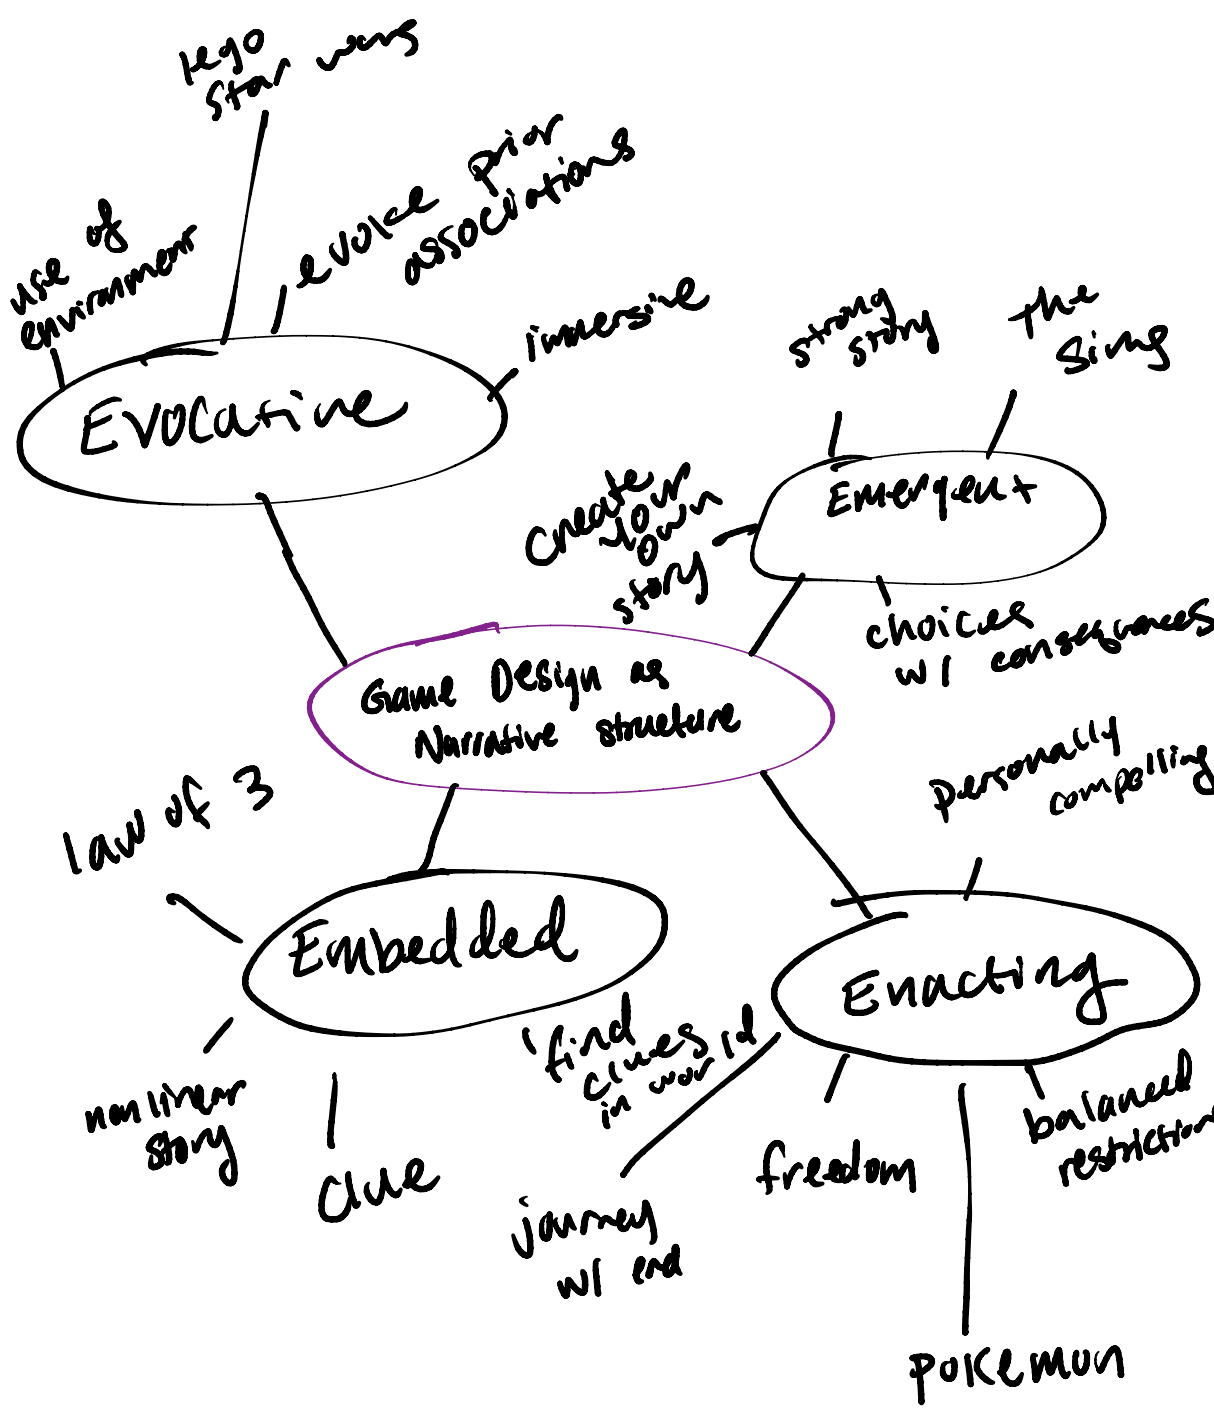 lego
star wars
evoke prior
associations
use of
environment
immersive
Evocative
strong
story
the
Sims
Emergent
create
your
own
story
choices
w/ consequences
Game Design as
Narrative structure
personally
compelling
law of 3
Embedded
Enacting
find
clues
in world
nonlinear
story
clue
journey
w/ end
freedom
balanced
restrictions
pokemon